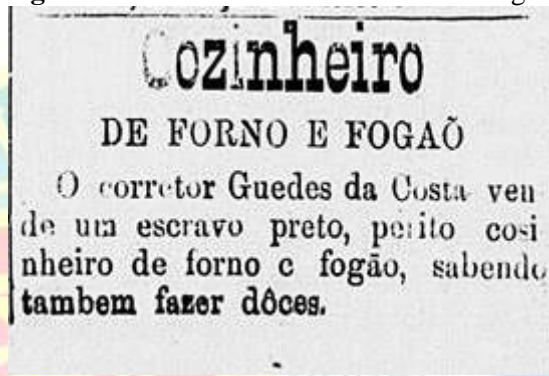 Cozinheiro
DE FORNO E FOGAÕ
O corretor Guedes da Costa ven
de um escravo preto, perito cosi
nheiro de forno e fogão, sabendo
tambem fazer dôces.